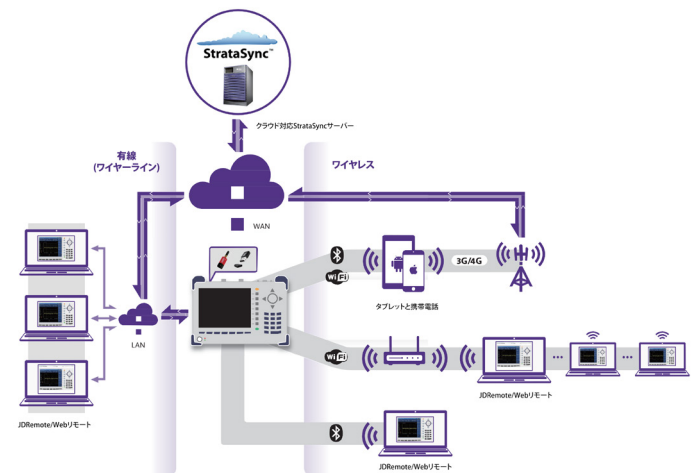 StrataSync™
クラウド対応StrataSyncサーバー
有線
(ワイヤーライン)
ワイヤレス
WAN
WiFi
3G/4G
タブレットと携帯電話
LAN
WiFi
JDRemote/Webリモート
JDRemote/Webリモート
JDRemote/Webリモート